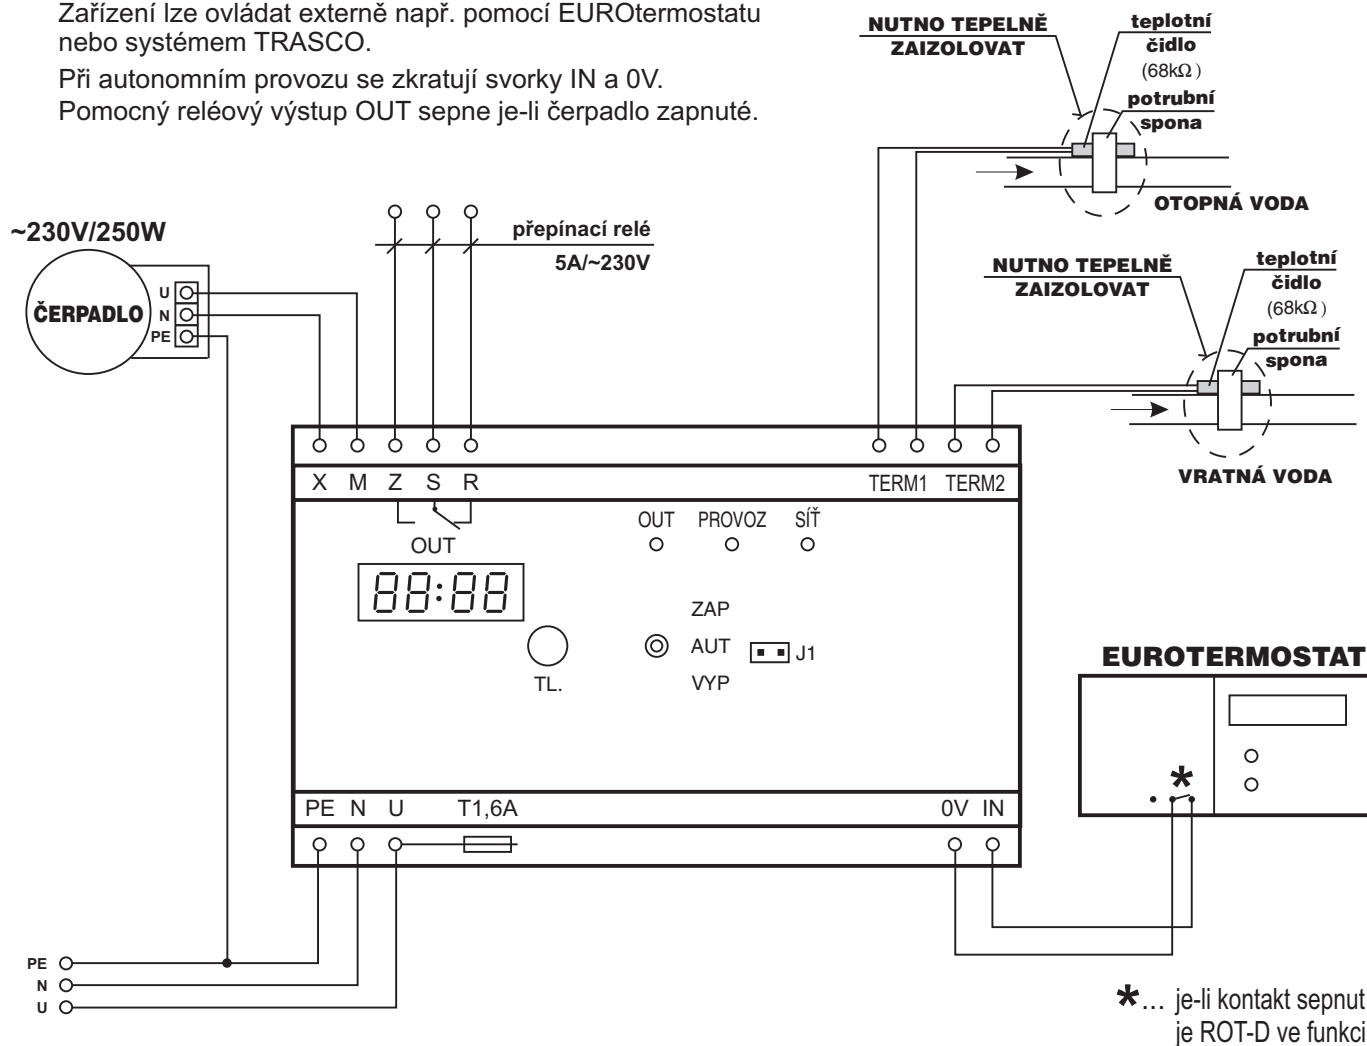 Zařízení lze ovládat externě např. pomocí EUROtermostatu
nebo systémem TRASCO.
Při autonomním provozu se zkratují svorky IN a 0V.
Pomocný reléový výstup OUT sepne je-li čerpadlo zapnuté.
NUTNO TEPELNĚ
ZAIZOLOVAT
teplotní
čidlo
(68kΩ)
potrubní
spona
OTOPNÁ VODA
NUTNO TEPELNĚ
ZAIZOLOVAT
teplotní
čidlo
(68kΩ)
potrubní
spona
VRATNÁ VODA
~230V/250W
ČERPADLO
U
N
PE
přepínací relé
5A/~230V
X M Z S R TERM1 TERM2
OUT
OUT PROVOZ SÍŤ
88:88
TL.
ZAP
AUT
VYP
J1
PE N U T1,6A 0V IN
EUROTERMOSTAT
*
PE
N
U
*... je-li kontakt sepnut
je ROT-D ve funkci